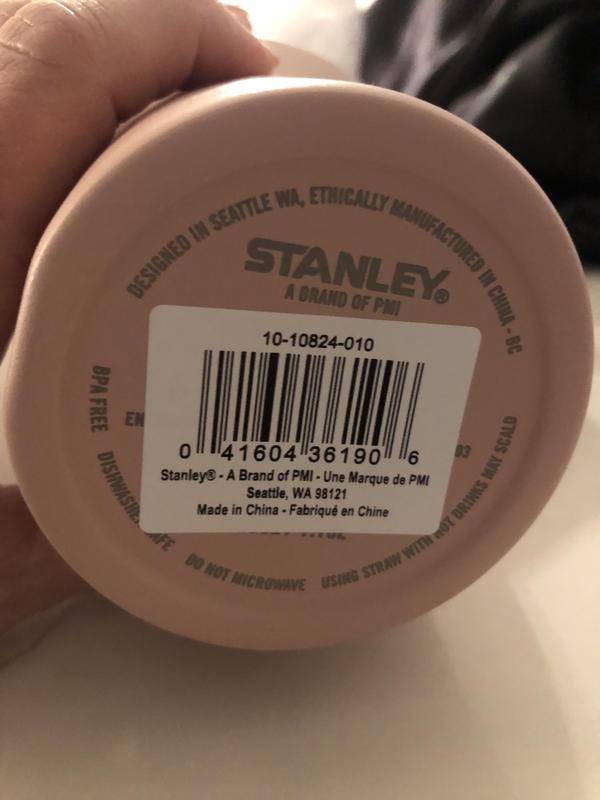 DESIGNED IN SEATTLE WA, ETHICALLY MANUFACTURED IN CHINA - BC
STANLEY®
A BRAND OF PMI
10-10824-010
0 41604 36190 6
Stanley® - A Brand of PMI - Une Marque de PMI
Seattle, WA 98121
Made in China - Fabriqué en Chine
EN
03
BPA FREE DISHWASHER SAFE DO NOT MICROWAVE USING STRAW WITH HOT DRINKS MAY SCALD